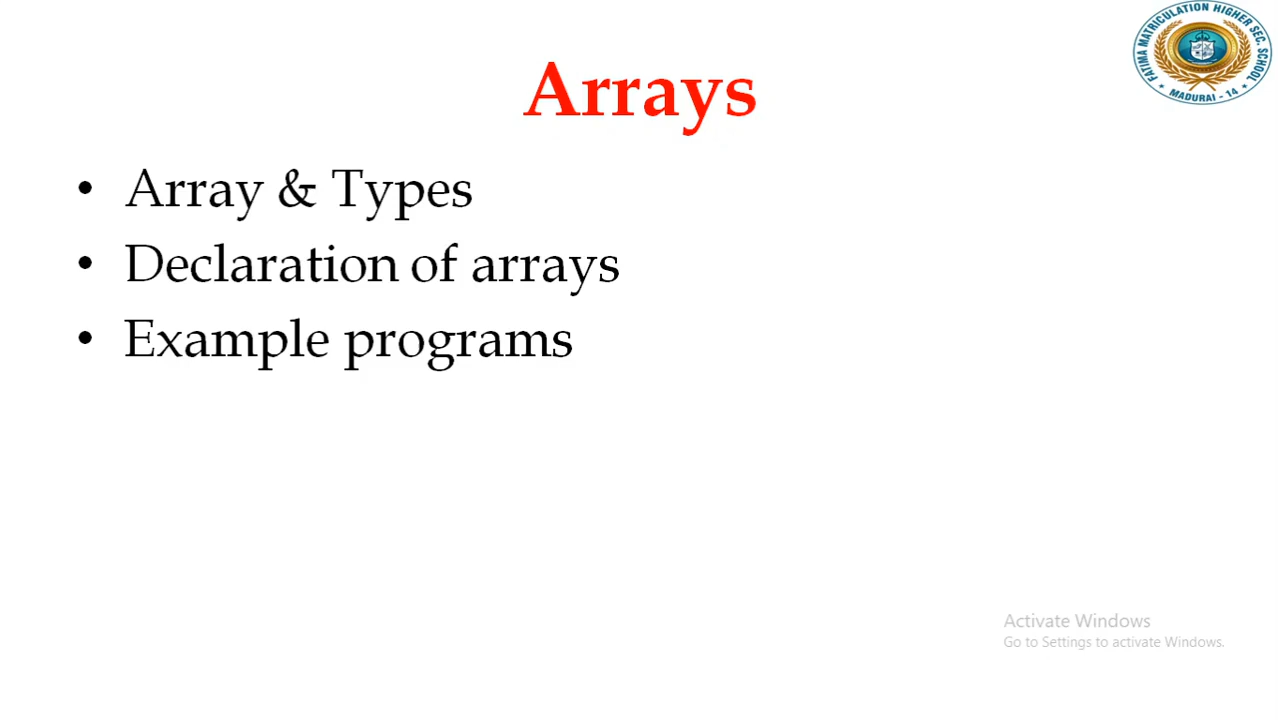 FATIMA MATRICULATION HIGHER SEC. SCHOOL
MADURAI - 14
Arrays
• Array & Types
• Declaration of arrays
• Example programs
Activate Windows
Go to Settings to activate Windows.